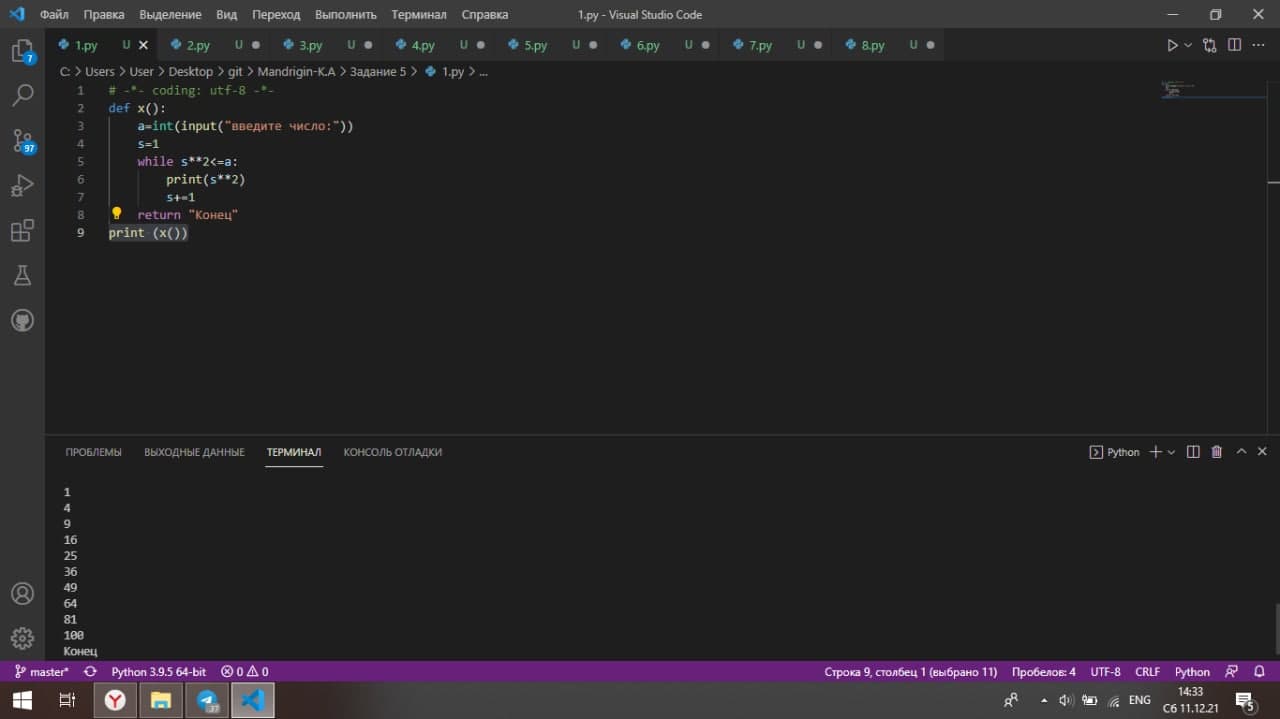 Файл Правка Выделение Вид Переход Выполнить Терминал Справка 1.py - Visual Studio Code
1.py U 2.py U 3.py U 4.py U 5.py U 6.py U 7.py U 8.py U
7
C: > Users > User > Desktop > git > Mandrigin-K.A > Задание 5 > 1.py > ...
1 # -*- coding: utf-8 -*-
2 def x():
3 a=int(input("введите число:"))
4 s=1
97
5 while s**2<=a:
6 print(s**2)
7 s+=1
8 return "Конец"
9 print (x())
ПРОБЛЕМЫ ВЫХОДНЫЕ ДАННЫЕ ТЕРМИНАЛ КОНСОЛЬ ОТЛАДКИ Python
1
4
9
16
25
36
49
64
81
100
Конец
master* Python 3.9.5 64-bit 0 0 Строка 9, столбец 1 (выбрано 11) Пробелов: 4 UTF-8 CRLF Python
37 ENG 14:33
Сб 11.12.21 5